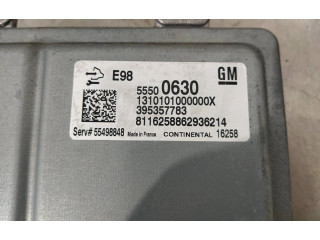 E98
GM
5550 0630
1310101000000X
395357783
8116258862936214
Serv# 55498848 Made in France CONTINENTAL 16258